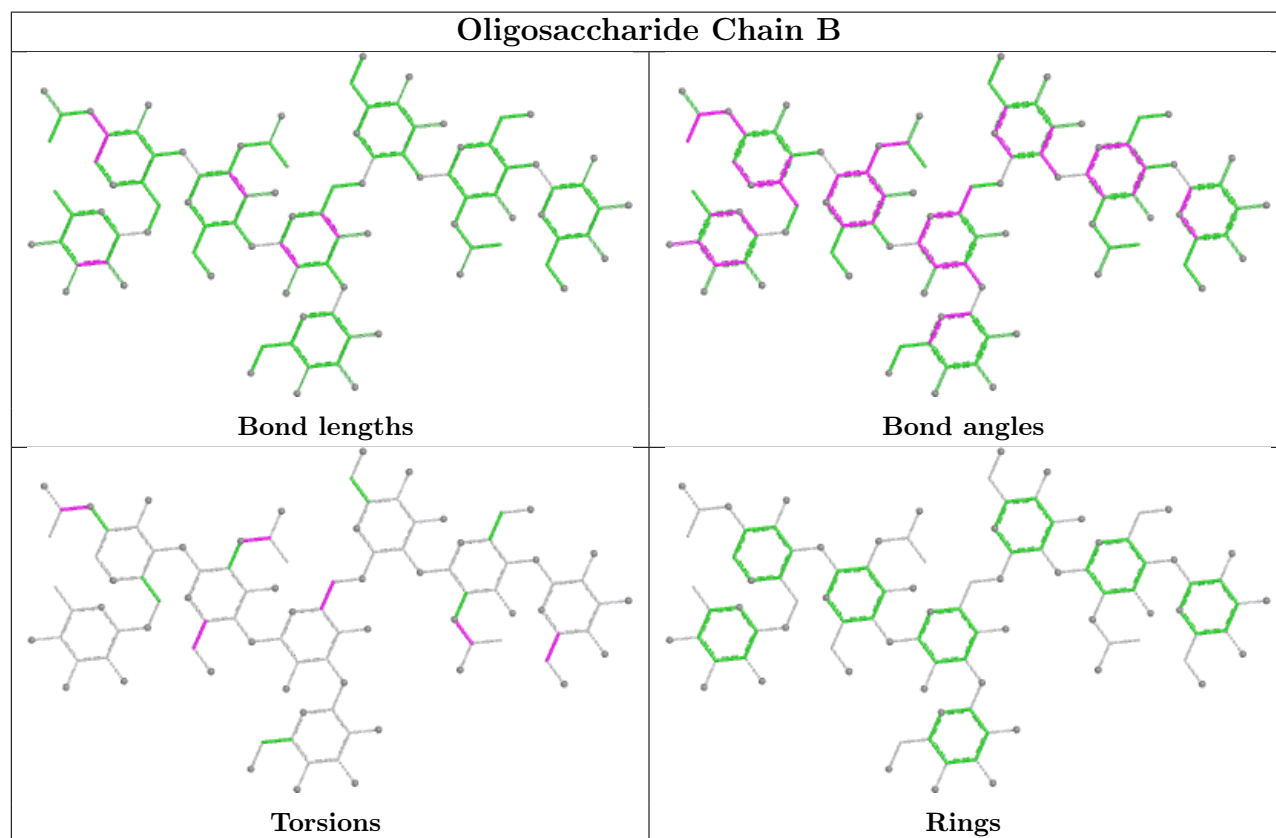 Oligosaccharide Chain B
Bond lengths
Bond angles
Torsions
Rings